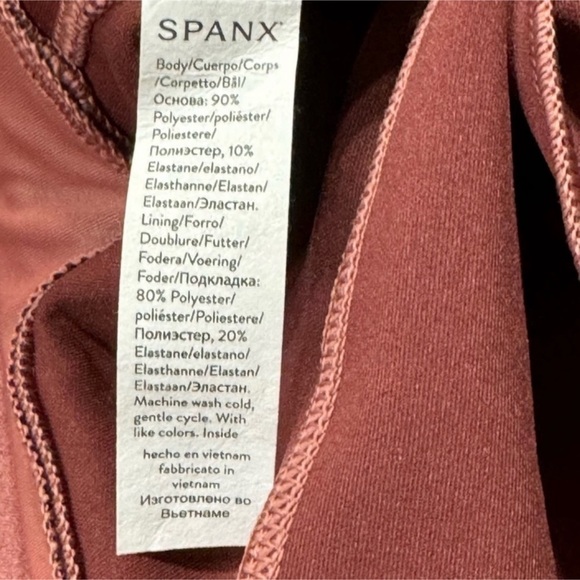 SPANX
Body/Cuerpo/Corps
/Corpetto/Bål/
Основа: 90%
Polyester/poliéster/
Poliestere/
Полиэстер, 10%
Elastane/elastano/
Elasthanne/Elastan/
Elastaan/Эластан.
Lining/Forro/
Doublure/Futter/
Fodera/Voering/
Foder/Подкладка:
80% Polyester/
poliéster/Poliestere/
Полиэстер, 20%
Elastane/elastano/
Elasthanne/Elastan/
Elastaan/Эластан.
Machine wash cold,
gentle cycle. With
like colors. Inside
hecho en vietnam
fabbricato in
vietnam
Изготовлено во
Вьетнаме